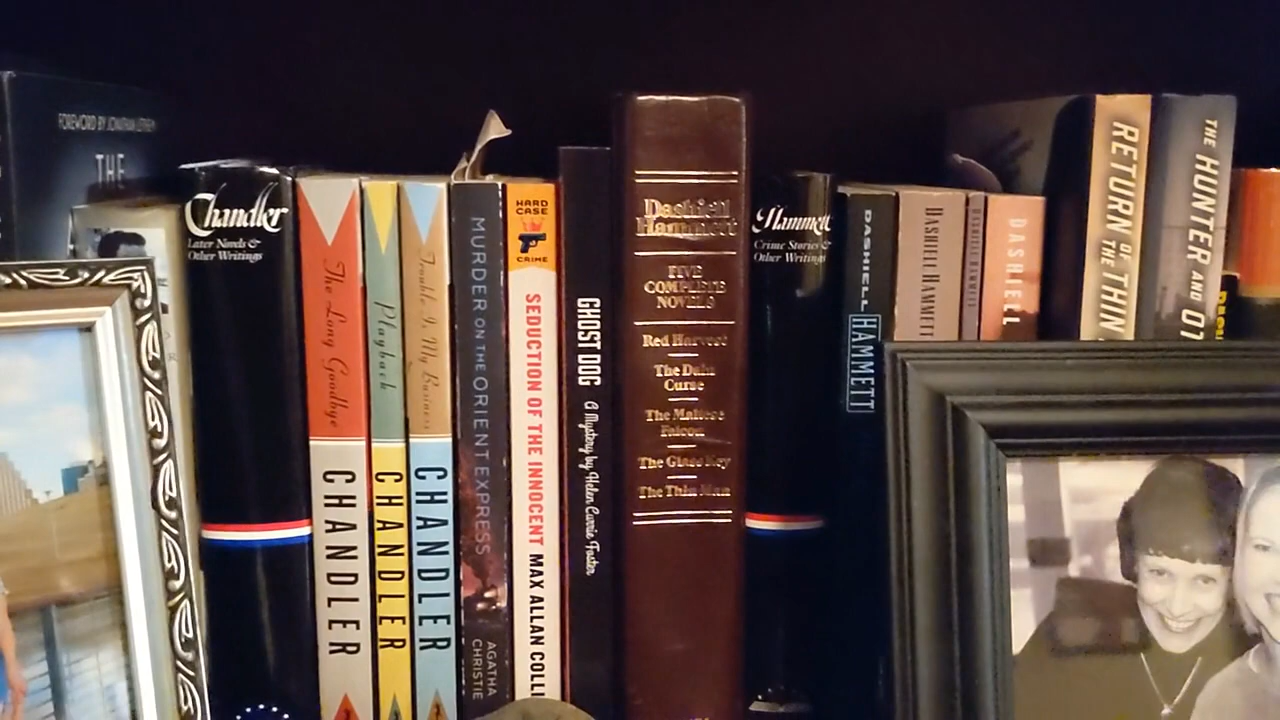 FOREWORD BY JONATHAN LETHEM
THE
Chandler
Later Novels &
Other Writings
The Long Goodbye
CHANDLER
Playback
CHANDLER
Trouble Is My Business
CHANDLER
MURDER ON THE ORIENT EXPRESS
AGATHA
CHRISTIE
HARD
CASE
CRIME
SEDUCTION OF THE INNOCENT MAX ALLAN COLLI
GHOST DOG A Mystery by Helen Currie Foster
Dashiell
Hammett
FIVE
COMPLETE
NOVELS
Red Harvest
The Dain
Curse
The Maltese
Falcon
The Glass Key
The Thin Man
Hammett
Crime Stories &
Other Writings
DASHIELL HAMMETT
DASHIELL HAMMETT
DASHIELL HAMMETT
DASHIELL
RETURN OF THE THIN
THE HUNTER AND OT
DASH